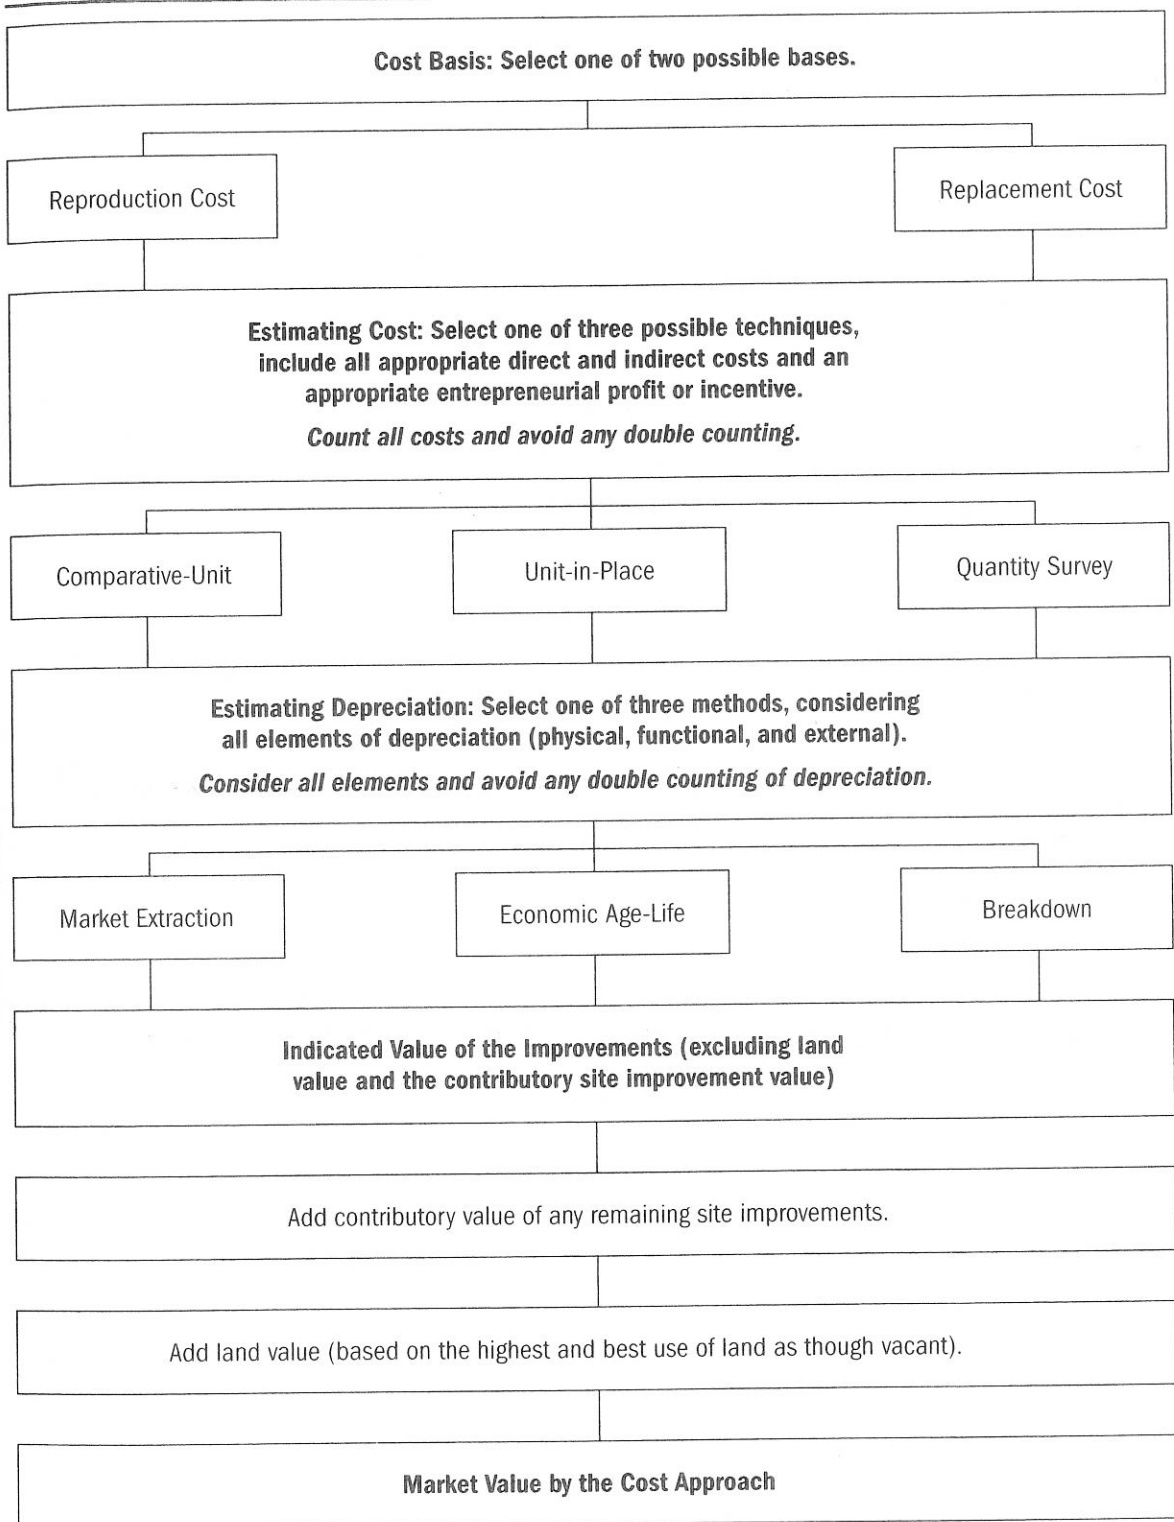 Cost Basis: Select one of two possible bases.
Reproduction Cost
Replacement Cost
Estimating Cost: Select one of three possible techniques,
include all appropriate direct and indirect costs and an
appropriate entrepreneurial profit or incentive.
Count all costs and avoid any double counting.
Comparative-Unit
Unit-in-Place
Quantity Survey
Estimating Depreciation: Select one of three methods, considering
all elements of depreciation (physical, functional, and external).
Consider all elements and avoid any double counting of depreciation.
Market Extraction
Economic Age-Life
Breakdown
Indicated Value of the Improvements (excluding land
value and the contributory site improvement value)
Add contributory value of any remaining site improvements.
Add land value (based on the highest and best use of land as though vacant).
Market Value by the Cost Approach